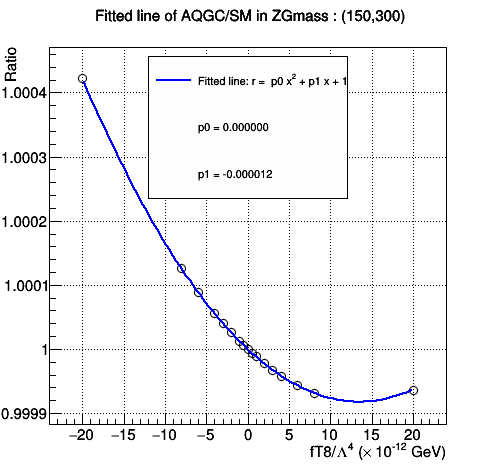 Fitted line of AQGC/SM in ZGmass : (150,300)
Ratio
Fitted line: r = p0 x² + p1 x + 1
p0 = 0.000000
p1 = -0.000012
1.0004
1.0003
1.0002
1.0001
1
0.9999
−20 −15 −10 −5 0 5 10 15 20
fT8/Λ⁴ (× 10⁻¹² GeV)